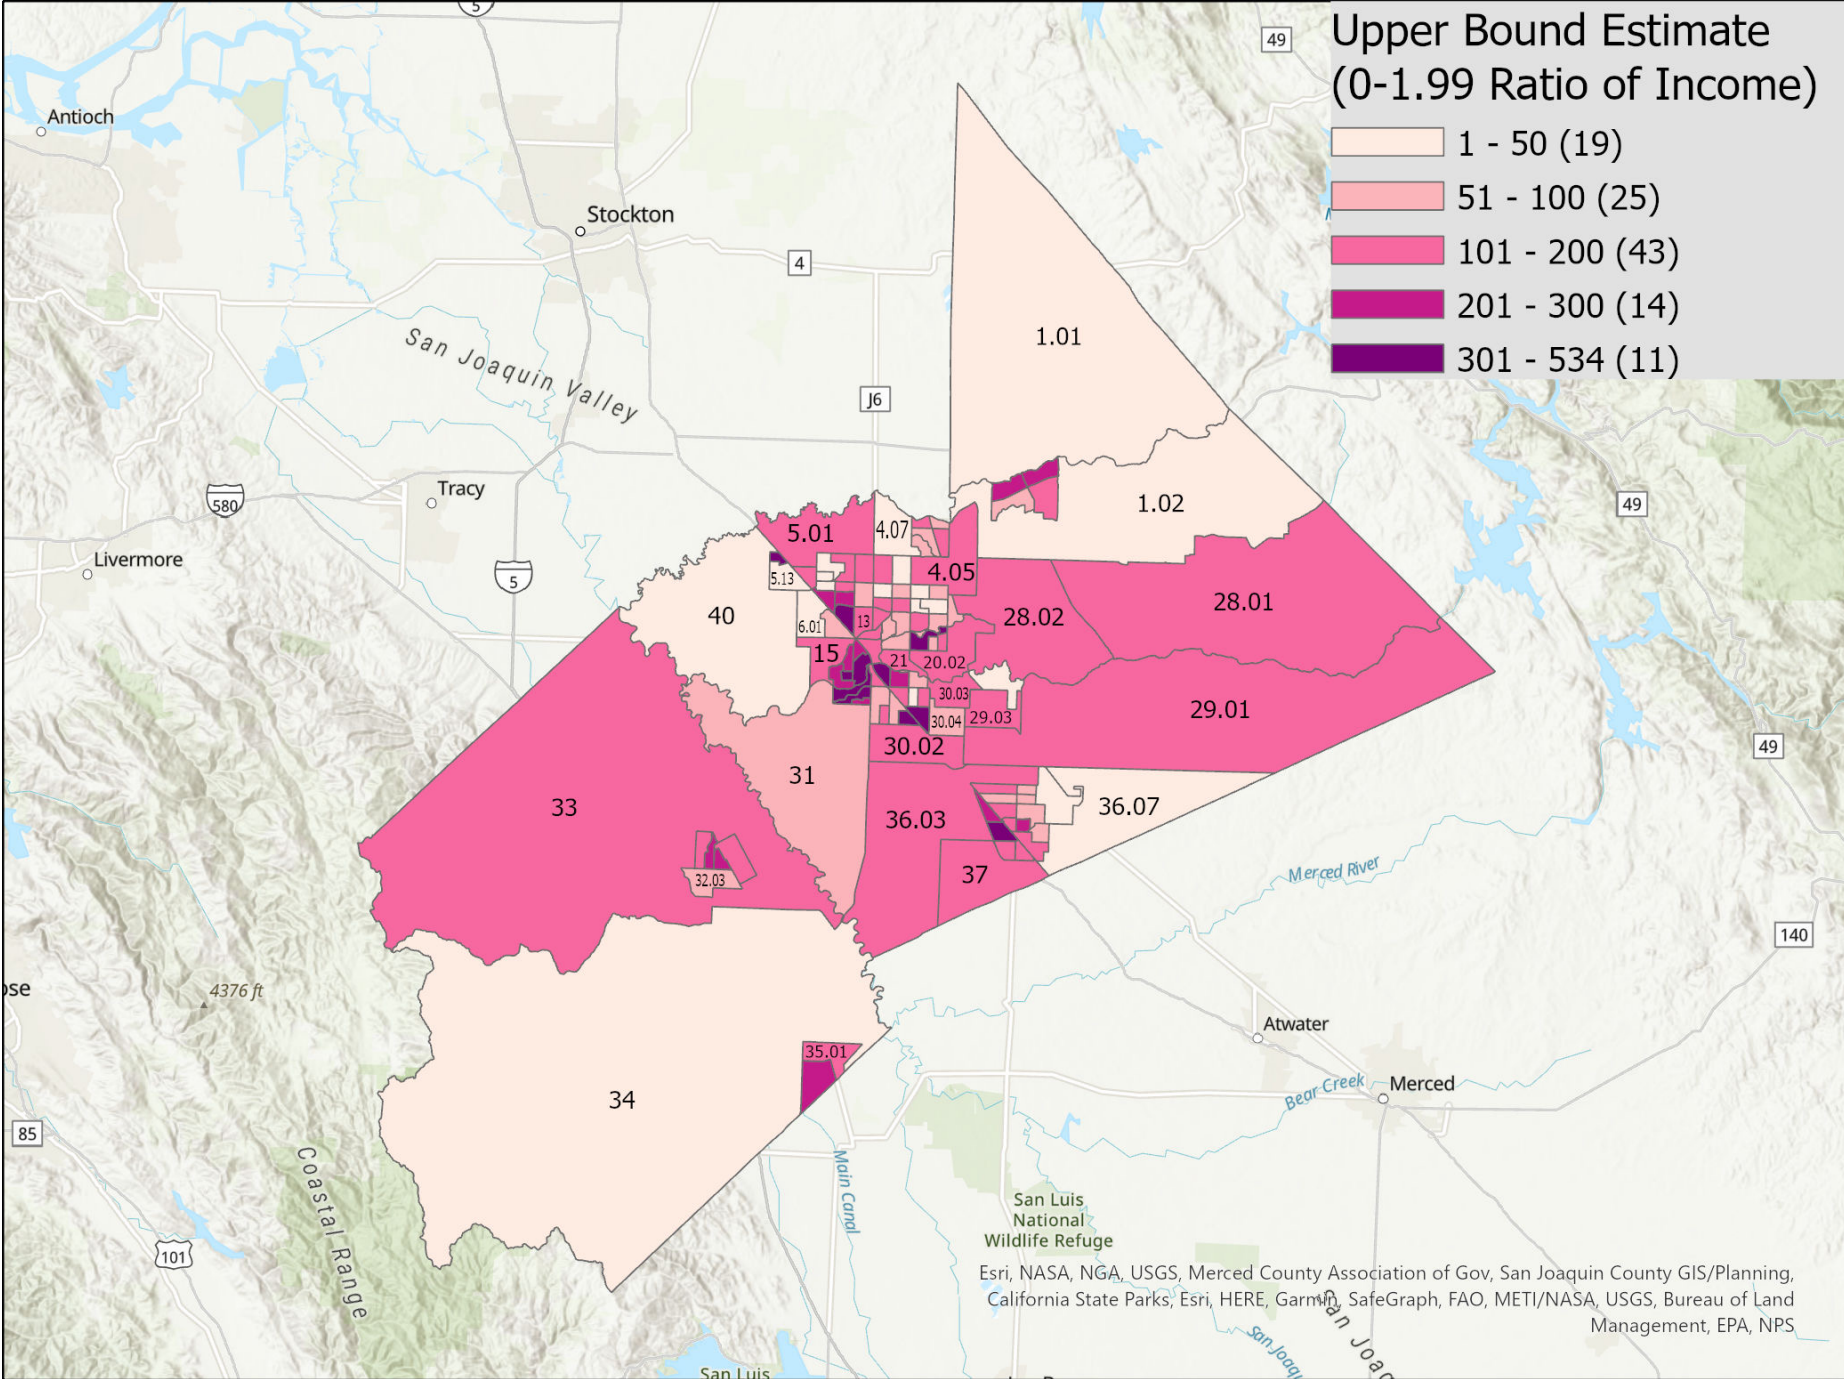 Upper Bound Estimate
(0-1.99 Ratio of Income)
1 - 50 (19)
51 - 100 (25)
101 - 200 (43)
201 - 300 (14)
301 - 534 (11)
5
49
Antioch
Stockton
4
1.01
San Joaquin Valley
J6
Tracy
580
1.02
49
5.01
4.07
Livermore
5
5.13
4.05
40
28.02
28.01
6.01
13
15
21
20.02
30.03
29.01
30.04
29.03
49
30.02
31
33
36.03
36.07
Merced River
37
32.03
140
ose
4376 ft
Atwater
35.01
34
Bear Creek
Merced
85
Coastal Range
Main Canal
San Luis
National
Wildlife Refuge
101
Esri, NASA, NGA, USGS, Merced County Association of Gov, San Joaquin County GIS/Planning,
California State Parks, Esri, HERE, Garmin, SafeGraph, FAO, METI/NASA, USGS, Bureau of Land
Management, EPA, NPS
San Joaq
San Joaq
San Luis